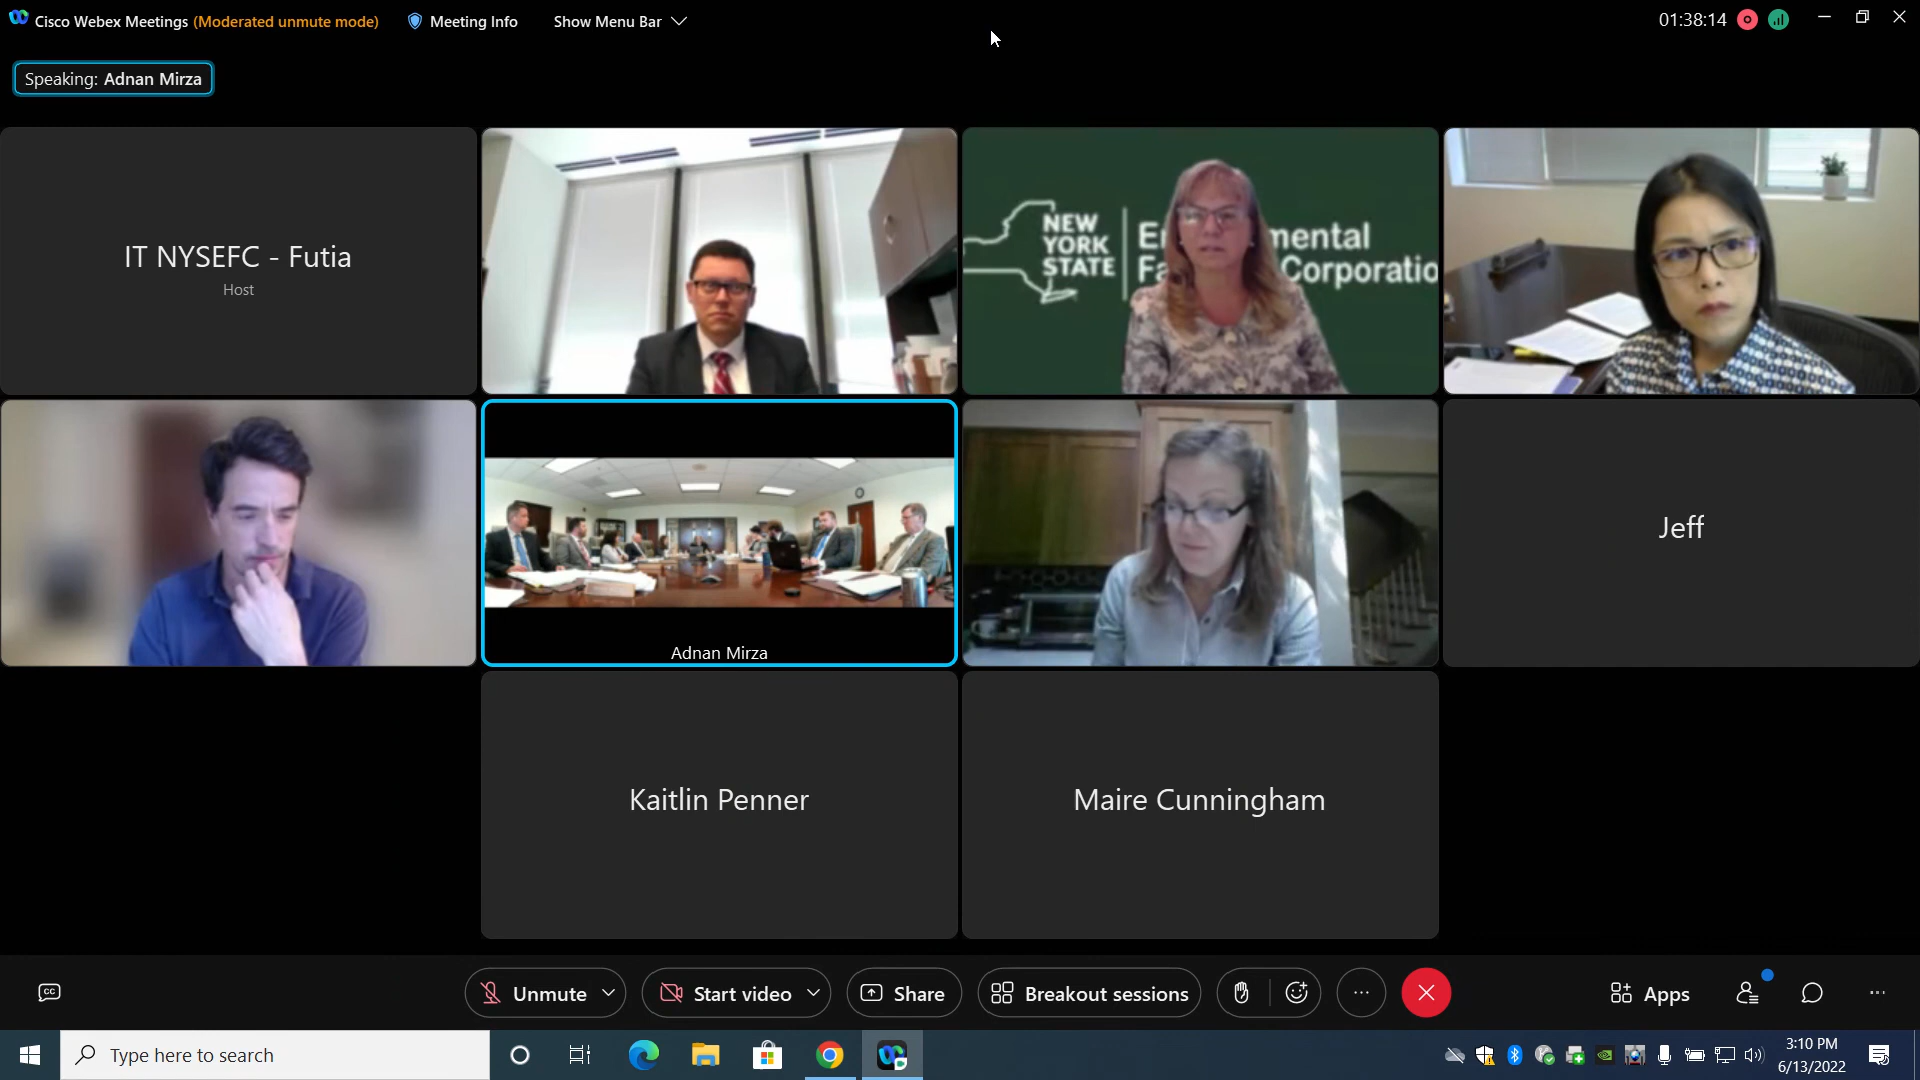 Cisco Webex Meetings (Moderated unmute mode)
Meeting Info
Show Menu Bar
01:38:14
Speaking: Adnan Mirza
IT NYSEFC - Futia
Host
NEW
YORK
STATE
mental
Corporatio
Adnan Mirza
Jeff
Kaitlin Penner
Maire Cunningham
CC
Unmute
Start video
Share
Breakout sessions
Apps
Type here to search
3:10 PM
6/13/2022